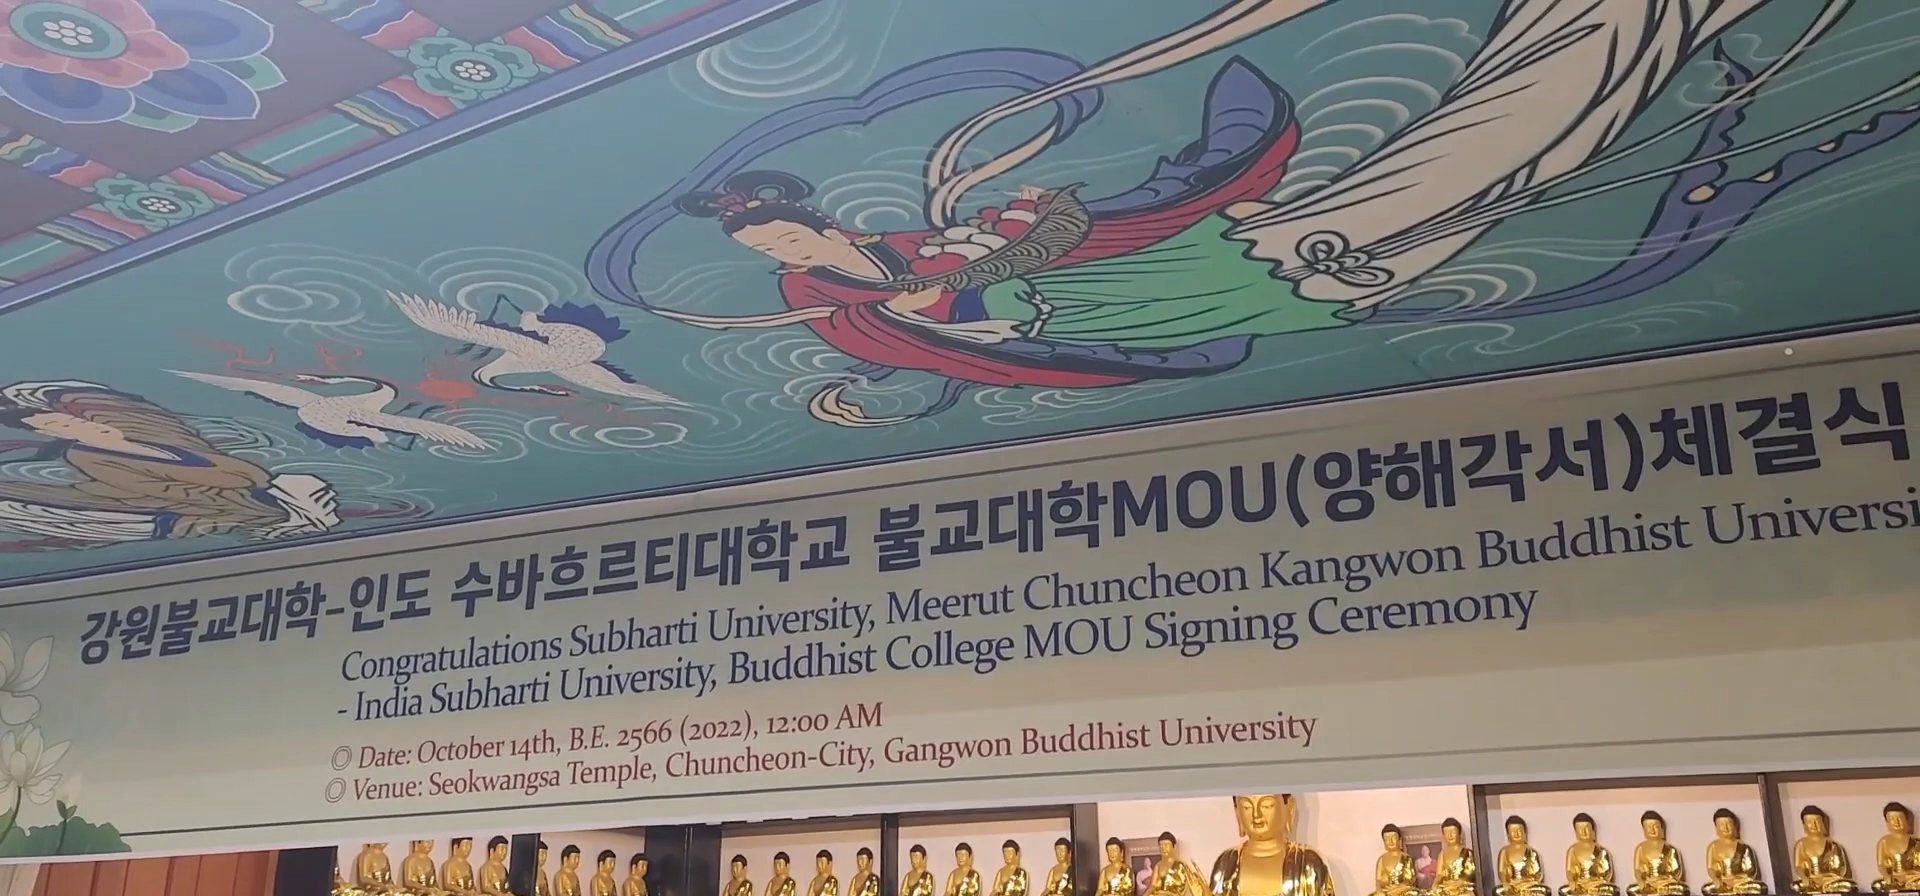 강원불교대학-인도 수바흐르티대학교 불교대학MOU(양해각서)체결식
Congratulations Subharti University, Meerut Chuncheon Kangwon Buddhist Universi
- India Subharti University, Buddhist College MOU Signing Ceremony
◎ Date: October 14th, B.E. 2566 (2022), 12:00 AM
◎ Venue: Seokwangsa Temple, Chuncheon-City, Gangwon Buddhist University